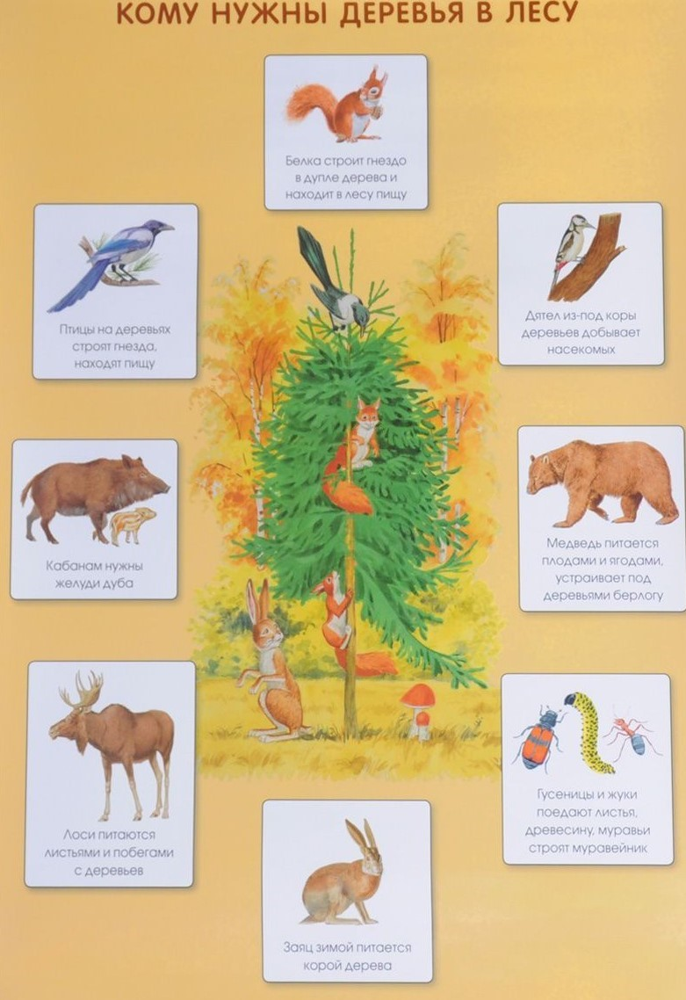 КОМУ НУЖНЫ ДЕРЕВЬЯ В ЛЕСУ
Белка строит гнездо
в дупле дерева и
находит в лесу пищу
Птицы на деревьях
строят гнезда,
находят пищу
Дятел из-под коры
деревьев добывает
насекомых
Кабанам нужны
желуди дуба
Медведь питается
плодами и ягодами,
устраивает под
деревьями берлогу
Лоси питаются
листьями и побегами
с деревьев
Гусеницы и жуки
поедают листья,
древесину, муравьи
строят муравейник
Заяц зимой питается
корой дерева